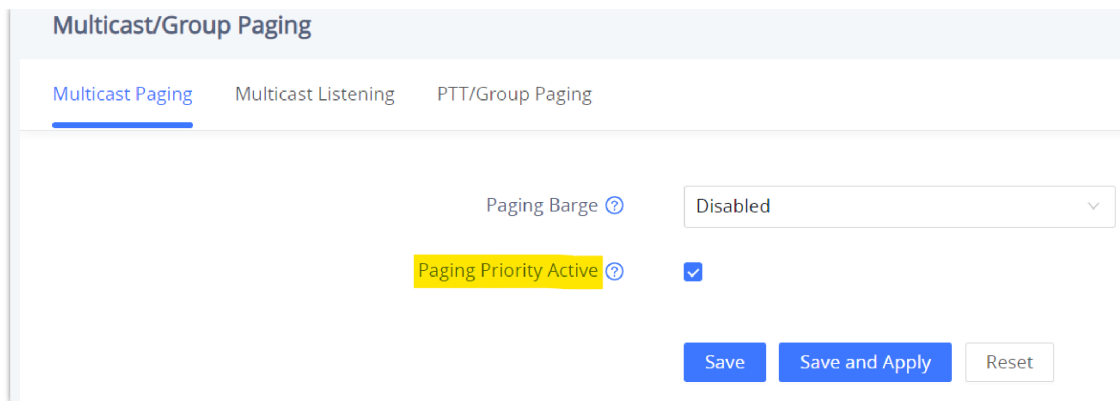 Multicast/Group Paging
Multicast Paging Multicast Listening PTT/Group Paging
Paging Barge ? Disabled
Paging Priority Active ?
Save Save and Apply Reset